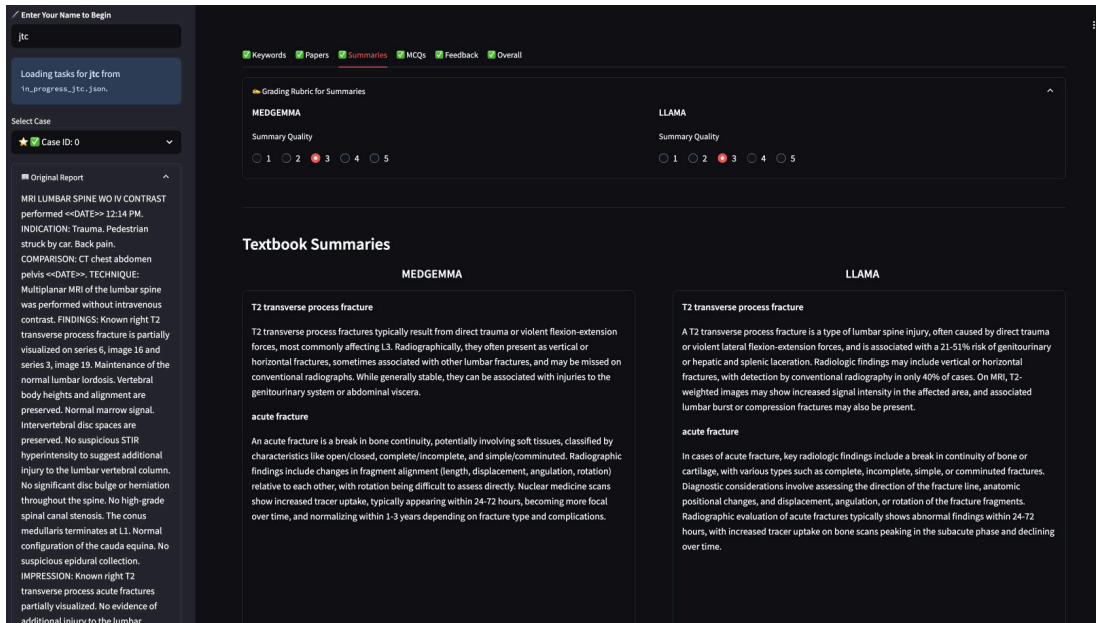 Enter Your Name to Begin
jtc
Loading tasks for jtc from
in_progress_jtc.json.
Select Case
Case ID: 0
Original Report
MRI LUMBAR SPINE WO IV CONTRAST
performed <<DATE>> 12:14 PM.
INDICATION: Trauma. Pedestrian
struck by car. Back pain.
COMPARISON: CT chest abdomen
pelvis <<DATE>>. TECHNIQUE:
Multiplanar MRI of the lumbar spine
was performed without intravenous
contrast. FINDINGS: Known right T2
transverse process fracture is partially
visualized on series 6, image 16 and
series 3, image 19. Maintenance of the
normal lumbar lordosis. Vertebral
body heights and alignment are
preserved. Normal marrow signal.
Intervertebral disc spaces are
preserved. No suspicious STIR
hyperintensity to suggest additional
injury to the lumbar vertebral column.
No significant disc bulge or herniation
throughout the spine. No high-grade
spinal canal stenosis. The conus
medullaris terminates at L1. Normal
configuration of the cauda equina. No
suspicious epidural collection.
IMPRESSION: Known right T2
transverse process acute fractures
partially visualized. No evidence of
additional injury to the lumbar
Keywords Papers Summaries MCQs Feedback Overall
Grading Rubric for Summaries
MEDGEMMA
Summary Quality
1 2 3 4 5
LLAMA
Summary Quality
1 2 3 4 5
Textbook Summaries
MEDGEMMA
T2 transverse process fracture
T2 transverse process fractures typically result from direct trauma or violent flexion-extension
forces, most commonly affecting L3. Radiographically, they often present as vertical or
horizontal fractures, sometimes associated with other lumbar fractures, and may be missed on
conventional radiographs. While generally stable, they can be associated with injuries to the
genitourinary system or abdominal viscera.
acute fracture
An acute fracture is a break in bone continuity, potentially involving soft tissues, classified by
characteristics like open/closed, complete/incomplete, and simple/comminuted. Radiographic
findings include changes in fragment alignment (length, displacement, angulation, rotation)
relative to each other, with rotation being difficult to assess directly. Nuclear medicine scans
show increased tracer uptake, typically appearing within 24-72 hours, becoming more focal
over time, and normalizing within 1-3 years depending on fracture type and complications.
LLAMA
T2 transverse process fracture
A T2 transverse process fracture is a type of lumbar spine injury, often caused by direct trauma
or violent lateral flexion-extension forces, and is associated with a 21-51% risk of genitourinary
or hepatic and splenic laceration. Radiologic findings may include vertical or horizontal
fractures, with detection by conventional radiography in only 40% of cases. On MRI, T2-
weighted images may show increased signal intensity in the affected area, and associated
lumbar burst or compression fractures may also be present.
acute fracture
In cases of acute fracture, key radiologic findings include a break in continuity of bone or
cartilage, with various types such as complete, incomplete, simple, or comminuted fractures.
Diagnostic considerations involve assessing the direction of the fracture line, anatomic
positional changes, and displacement, angulation, or rotation of the fracture fragments.
Radiographic evaluation of acute fractures typically shows abnormal findings within 24-72
hours, with increased tracer uptake on bone scans peaking in the subacute phase and declining
over time.